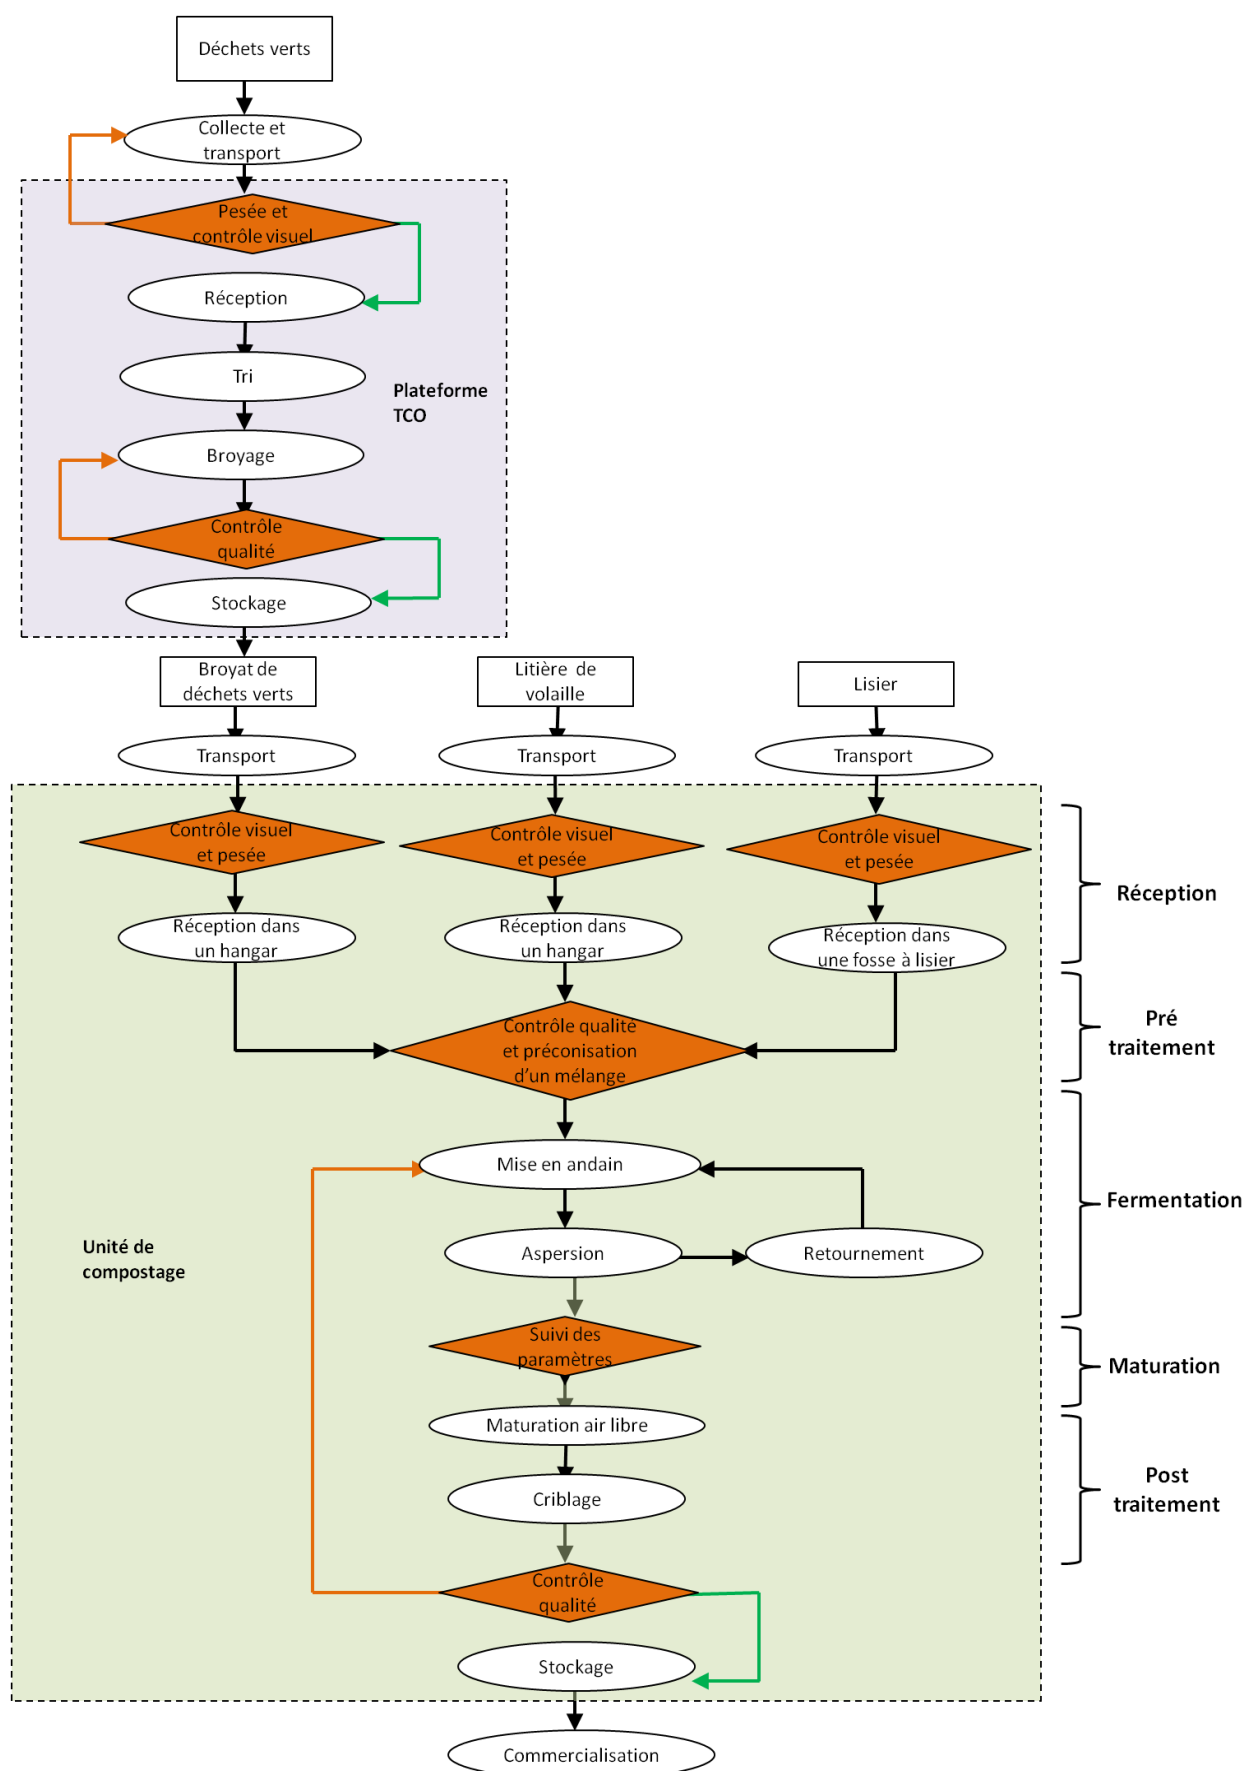 Déchets verts
Collecte et
transport
Pesée et
contrôle visuel
Réception
Tri
Plateforme
TCO
Broyage
Contrôle
qualité
Stockage
Broyat de
déchets verts
Litière de
volaille
Lisier
Transport
Transport
Transport
Contrôle visuel
et pesée
Contrôle visuel
et pesée
Contrôle visuel
et pesée
Réception
Réception dans
un hangar
Réception dans
un hangar
Réception dans
une fosse à lisier
Contrôle qualité
et préconisation
d'un mélange
Pré
traitement
Mise en andain
Fermentation
Unité de
compostage
Aspersion
Retournement
Suivi des
paramètres
Maturation
Maturation air libre
Criblage
Post
traitement
Contrôle
qualité
Stockage
Commercialisation